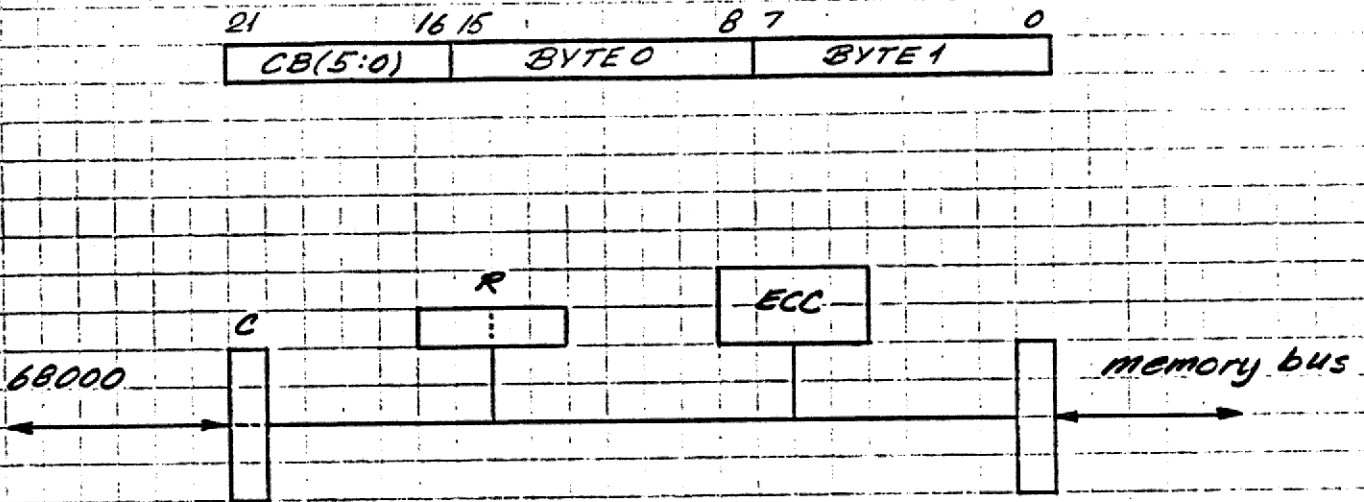 21 16 15 8 7 0
CB(5:0) BYTE 0 BYTE 1
R
ECC
C
68000
memory bus